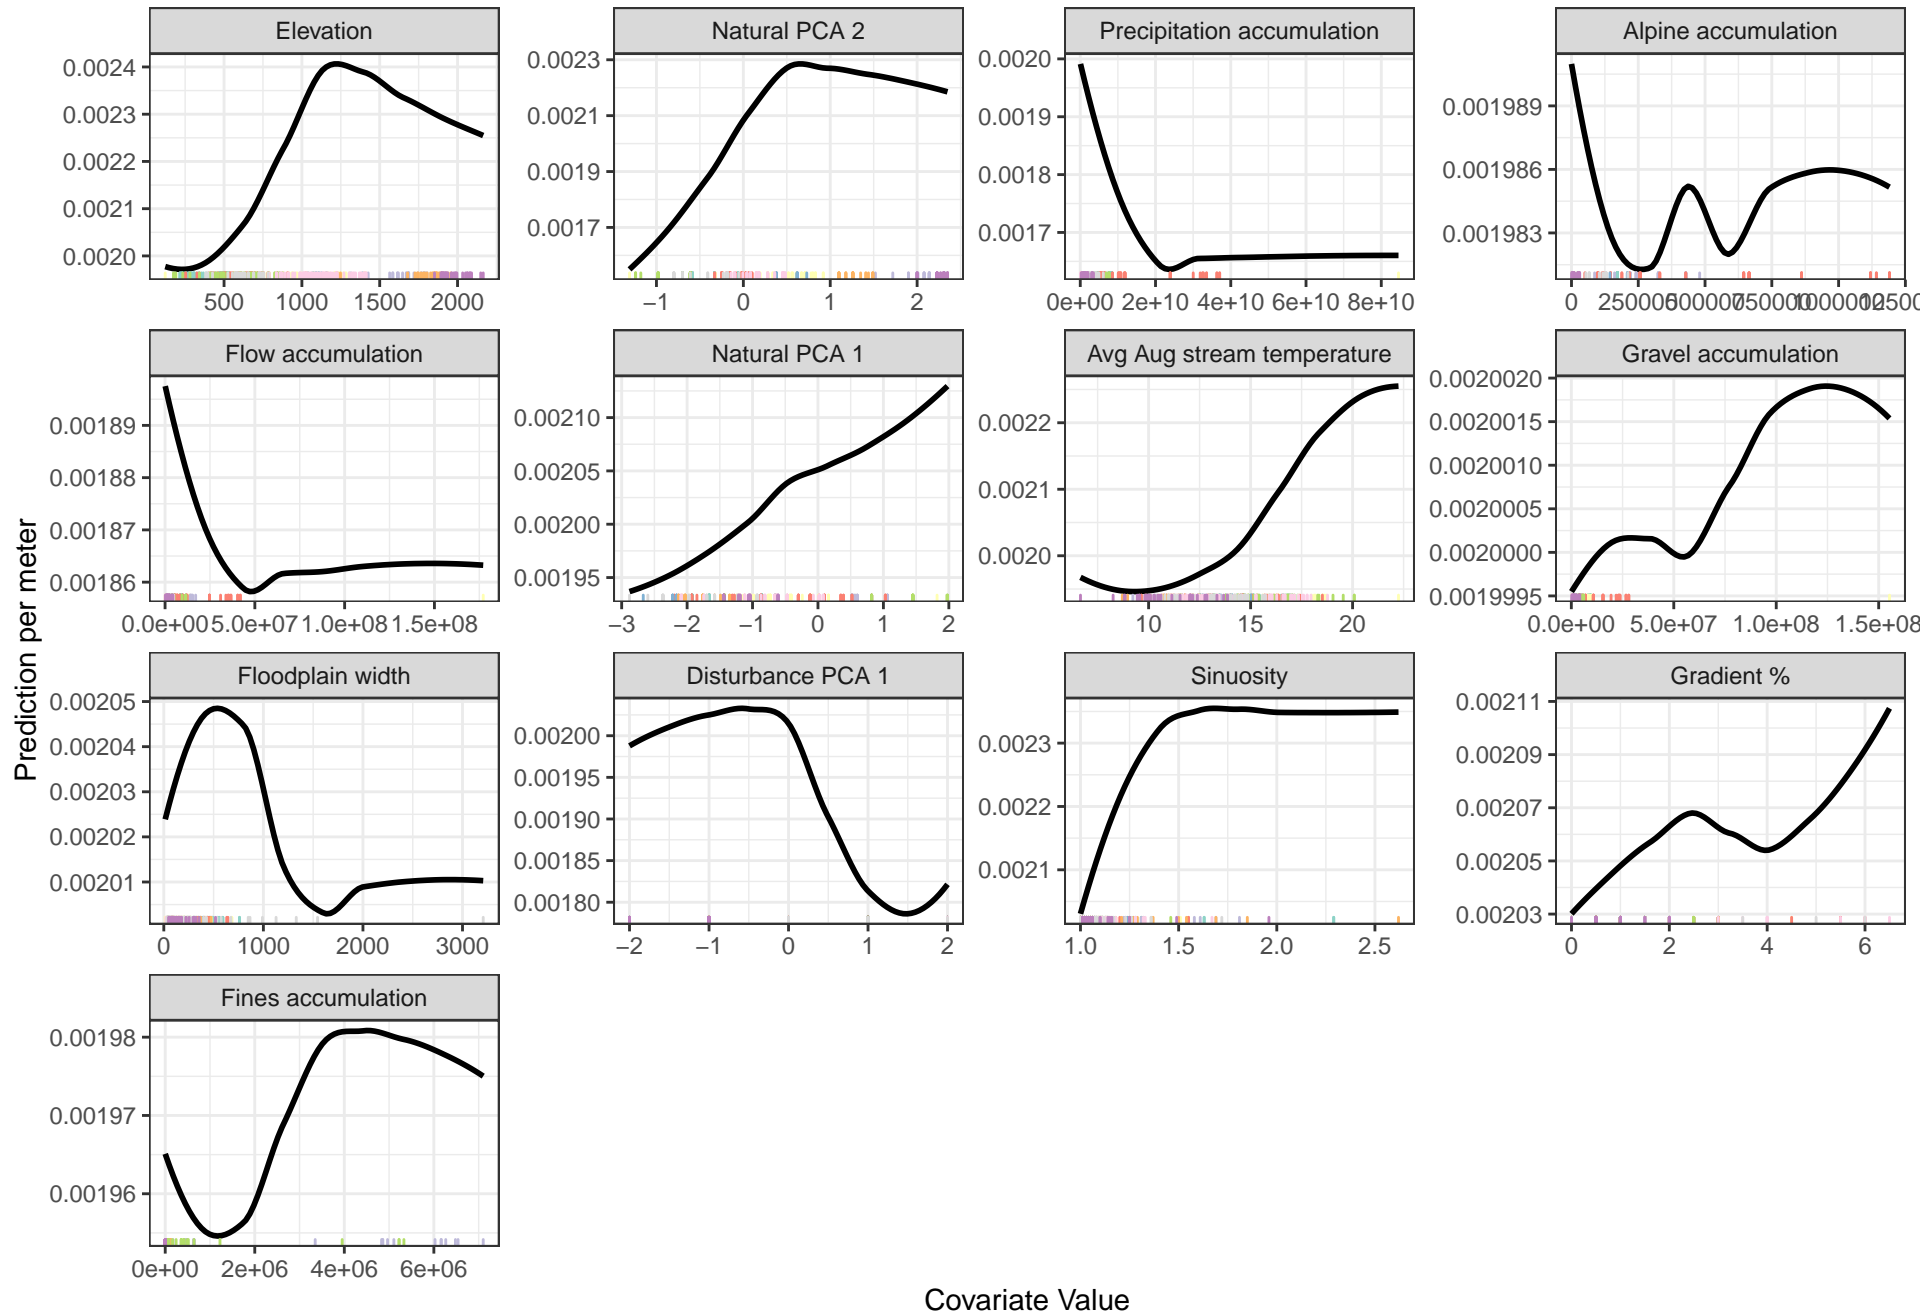 Elevation
Natural PCA 2
Precipitation accumulation
Alpine accumulation
0.0024
0.0023
0.0022
0.0021
0.0020
500 1000 1500 2000
0.0023
0.0021
0.0019
0.0017
−1 0 1 2
0.0020
0.0019
0.0018
0.0017
0e+00 2e+10 4e+10 6e+10 8e+10
0.001989
0.001986
0.001983
0 2500000 5000000 7500000 10000000
Flow accumulation
Natural PCA 1
Avg Aug stream temperature
Gravel accumulation
0.00189
0.00188
0.00187
0.00186
0.0e+00 5.0e+07 1.0e+08 1.5e+08
0.00210
0.00205
0.00200
0.00195
−3 −2 −1 0 1 2
0.0022
0.0021
0.0020
10 15 20
0.0020020
0.0020015
0.0020010
0.0020005
0.0020000
0.0019995
0.0e+00 5.0e+07 1.0e+08 1.5e+08
Floodplain width
Disturbance PCA 1
Sinuosity
Gradient %
0.00205
0.00204
0.00203
0.00202
0.00201
0 1000 2000 3000
0.00200
0.00195
0.00190
0.00185
0.00180
−2 −1 0 1 2
0.0023
0.0022
0.0021
1.0 1.5 2.0 2.5
0.00211
0.00209
0.00207
0.00205
0.00203
0 2 4 6
Fines accumulation
0.00198
0.00197
0.00196
0e+00 2e+06 4e+06 6e+06
Prediction per meter
Covariate Value